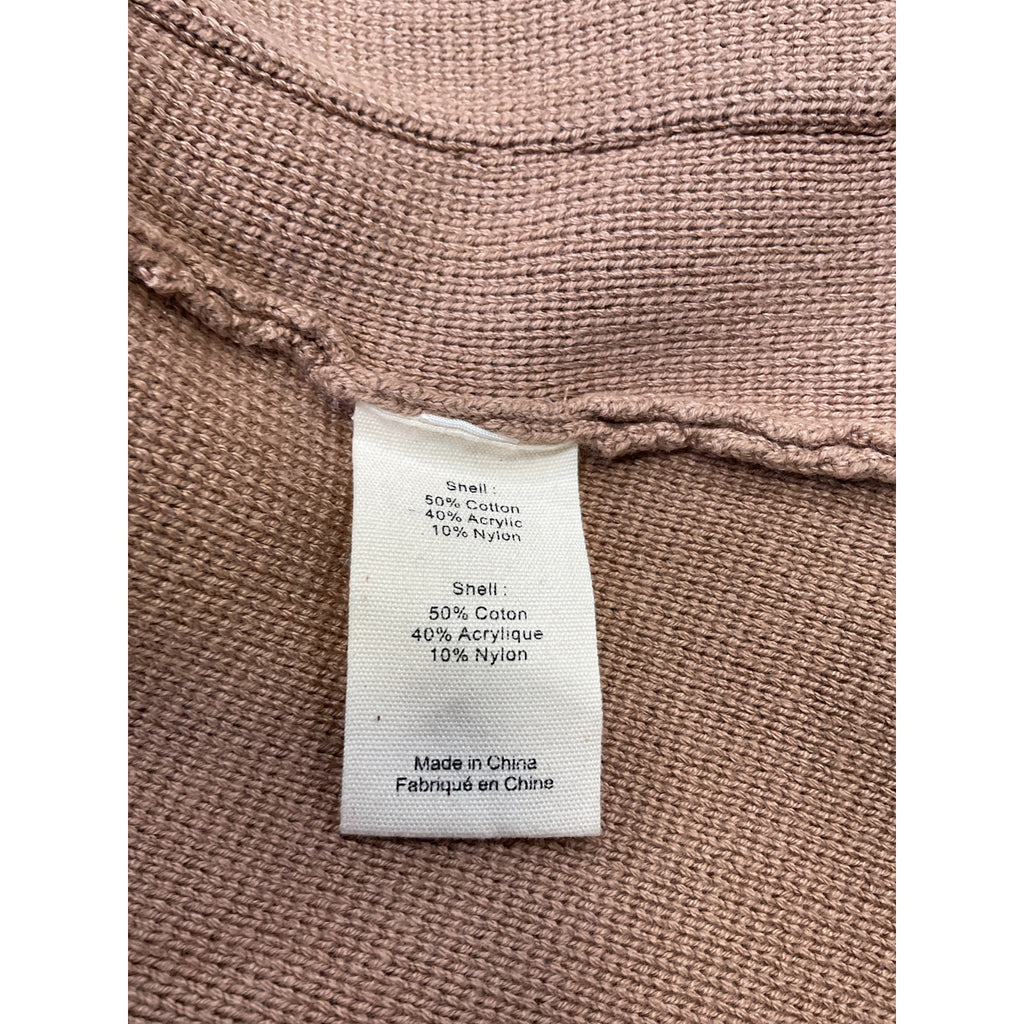 Shell :
50% Cotton
40% Acrylic
10% Nylon
Shell :
50% Coton
40% Acrylique
10% Nylon
Made in China
Fabriqué en Chine